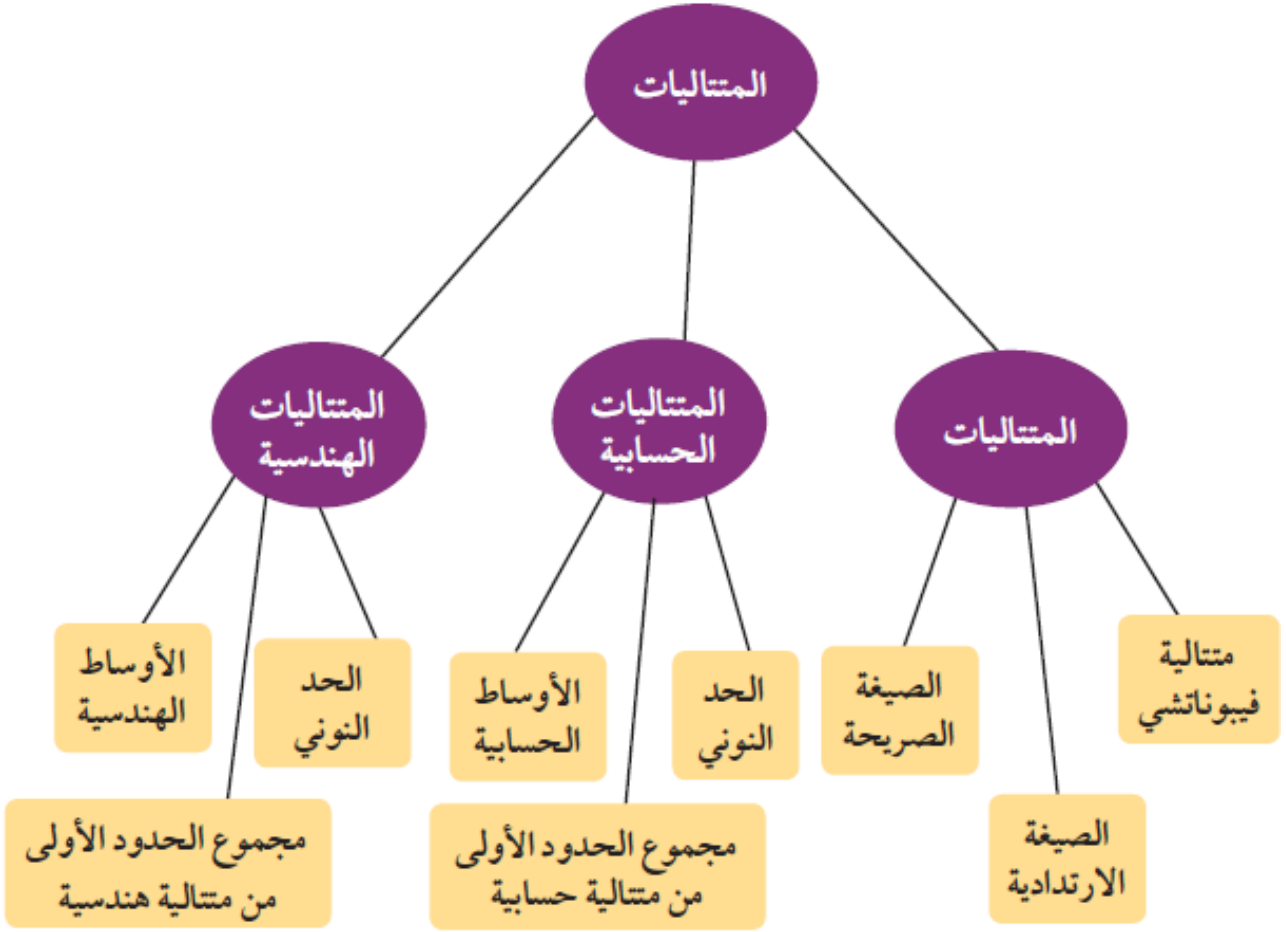 المتتاليات
المتتاليات
المتتاليات
الحسابية
المتتاليات
الهندسية
متتالية
فيبوناتشي
الصيغة
الارتدادية
الصيغة
الصريحة
الحد
النوني
مجموع الحدود الأولى
من متتالية حسابية
الأوساط
الحسابية
الحد
النوني
مجموع الحدود الأولى
من متتالية هندسية
الأوساط
الهندسية